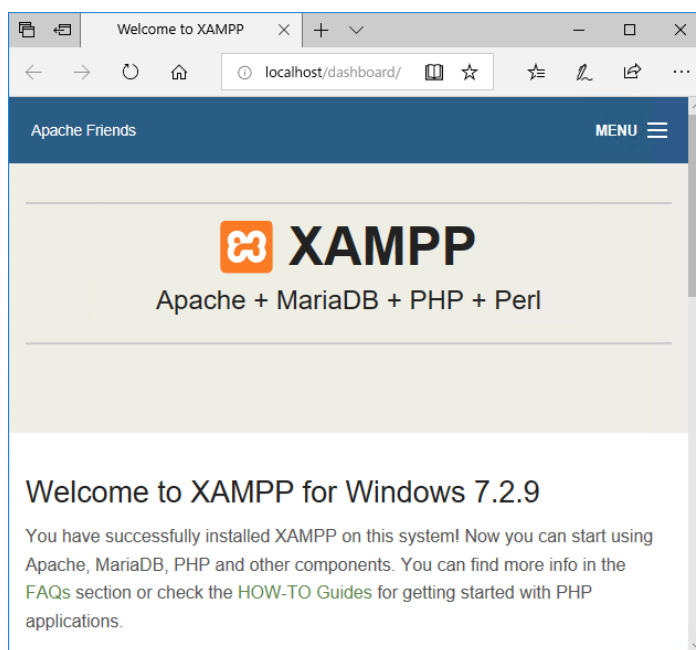 Welcome to XAMPP
localhost/dashboard/
Apache Friends
MENU
XAMPP
Apache + MariaDB + PHP + Perl
Welcome to XAMPP for Windows 7.2.9
You have successfully installed XAMPP on this system! Now you can start using
Apache, MariaDB, PHP and other components. You can find more info in the
FAQs section or check the HOW-TO Guides for getting started with PHP
applications.